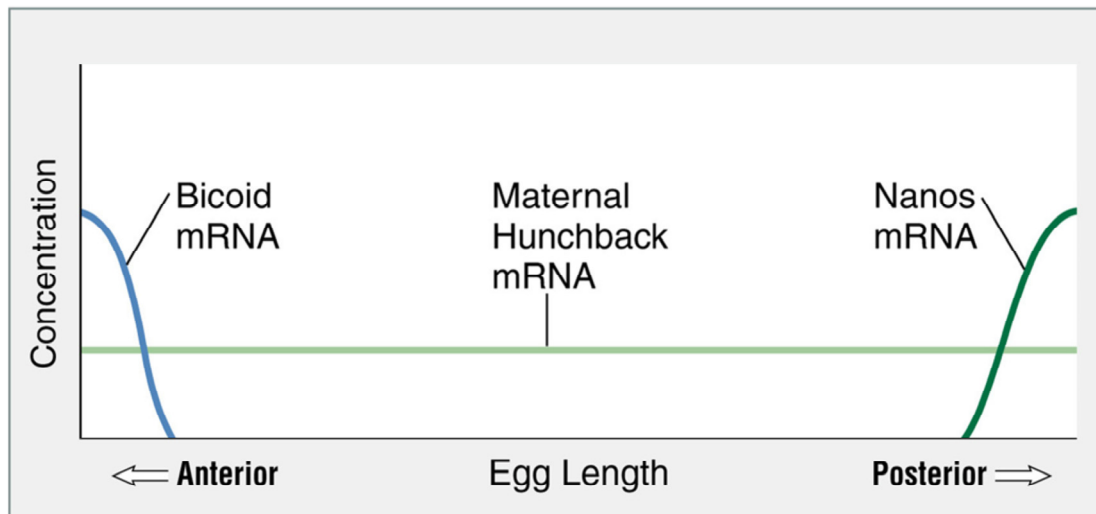 Concentration
Bicoid
mRNA
Maternal
Hunchback
mRNA
Nanos
mRNA
Anterior
Egg Length
Posterior